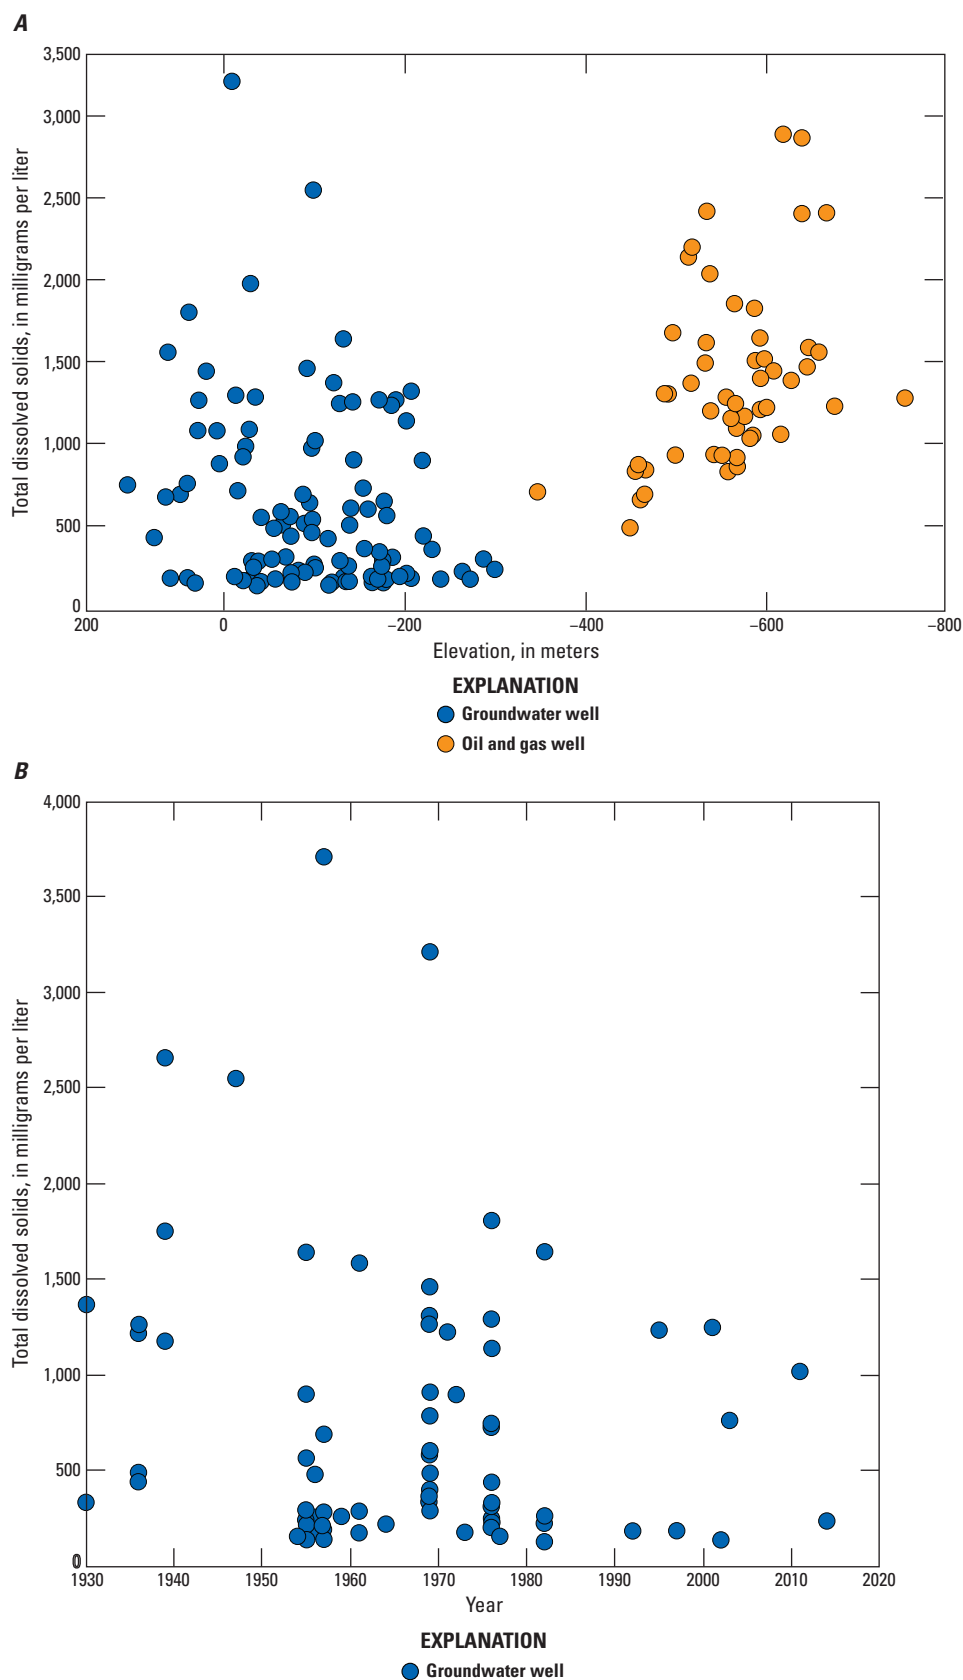 A
3,500
3,000
2,500
2,000
1,500
1,000
500
0
Total dissolved solids, in milligrams per liter
200 0 −200 −400 −600 −800
Elevation, in meters
EXPLANATION
Groundwater well
Oil and gas well
B
4,000
3,500
3,000
2,500
2,000
1,500
1,000
500
0
Total dissolved solids, in milligrams per liter
1930 1940 1950 1960 1970 1980 1990 2000 2010 2020
Year
EXPLANATION
Groundwater well